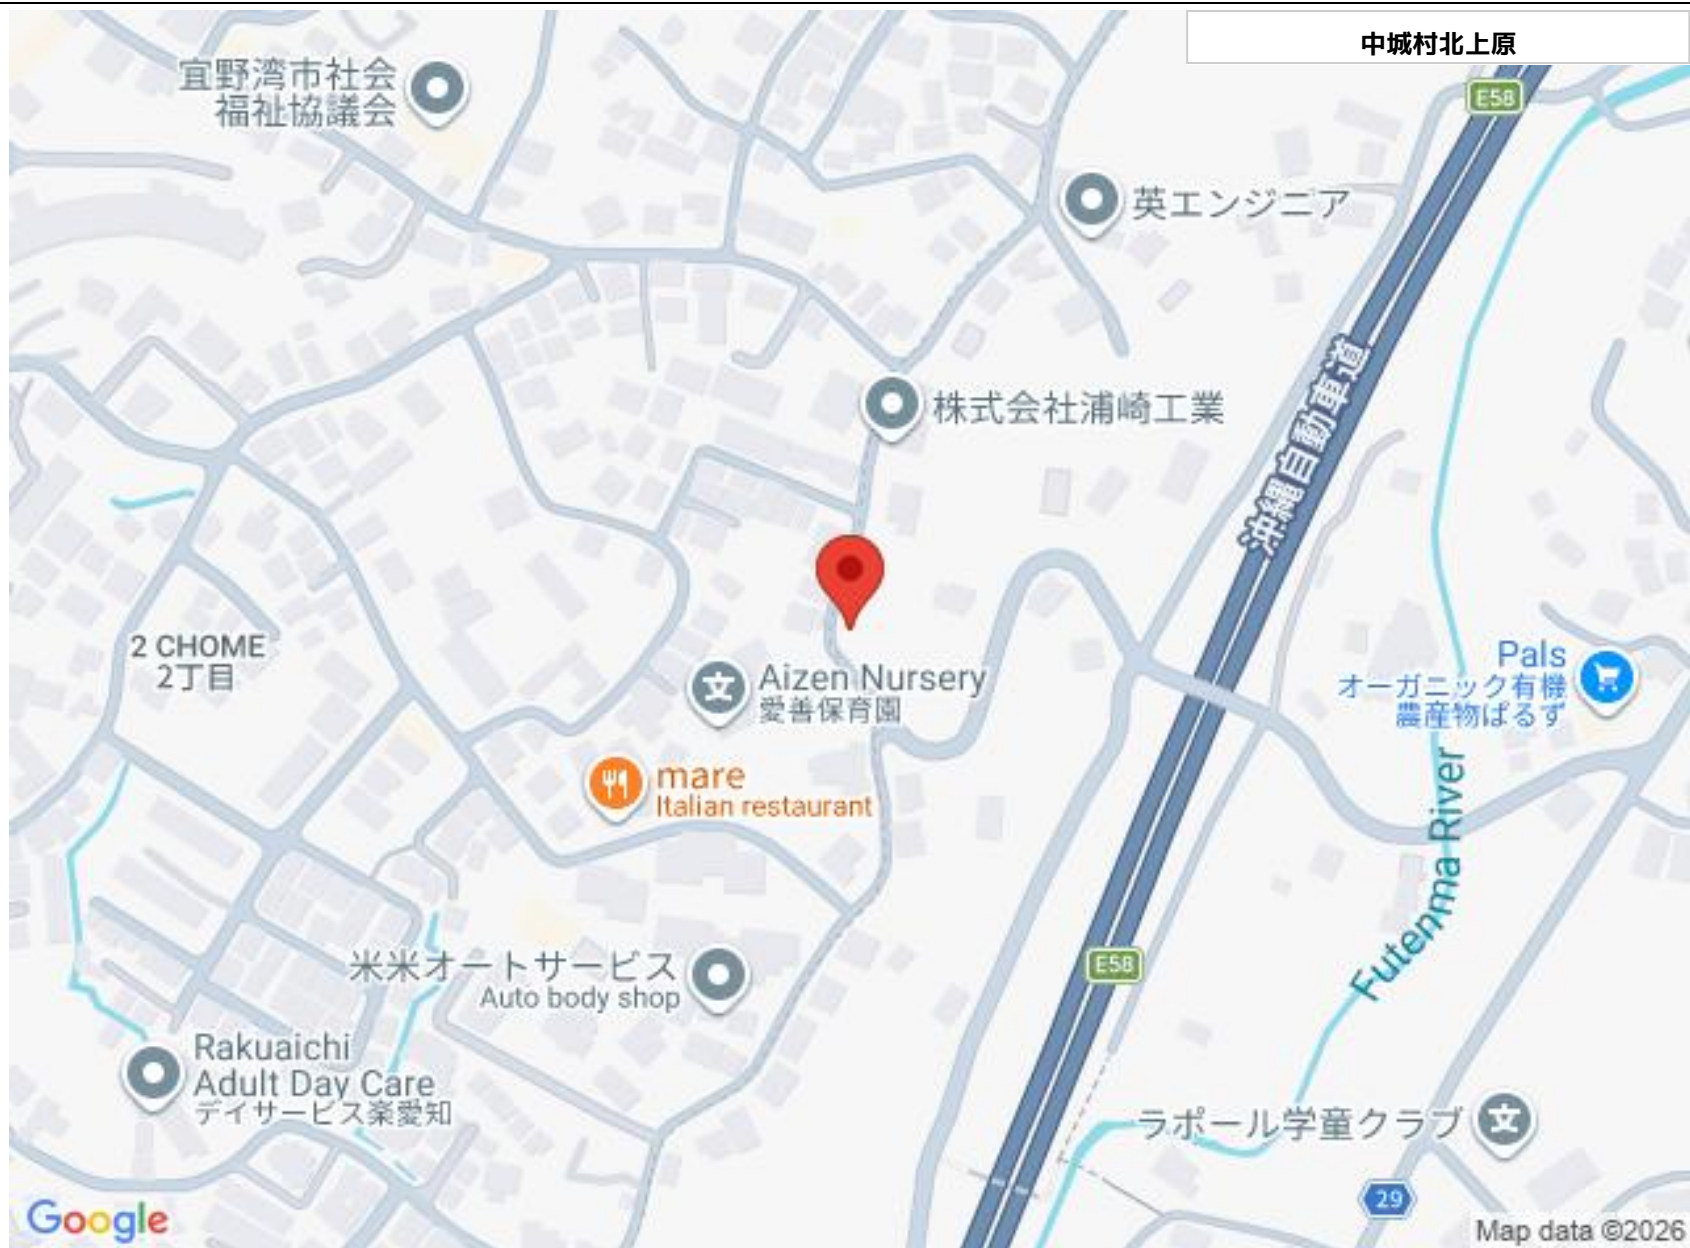 中城村北上原
宜野湾市社会
福祉協議会
E58
英エンジニア
株式会社浦崎工業
沖縄自動車道
2 CHOME
2丁目
Aizen Nursery
愛善保育園
Pals
オーガニック有機
農産物ぱるず
mare
Italian restaurant
Futenma River
米米オートサービス
Auto body shop
E58
Rakuaichi
Adult Day Care
デイサービス楽愛知
ラポール学童クラブ
29
Google
Map data ©2026